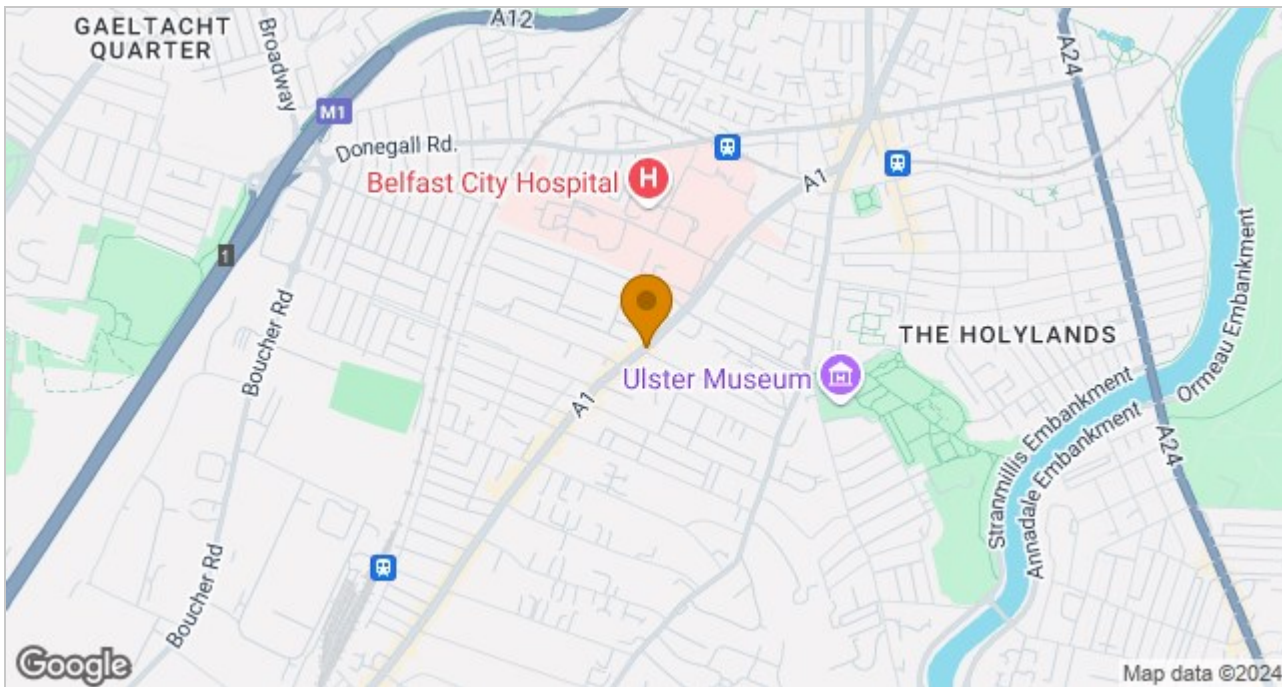 GAELTACHT
QUARTER
Broadway
A12
A24
M1
Donegall Rd.
Belfast City Hospital
H
A1
1
Boucher Rd
THE HOLYLANDS
Ulster Museum
A1
Ormeau Embankment
Stranmillis Embankment
Annadale Embankment
A24
Boucher Rd
Google
Map data ©2024